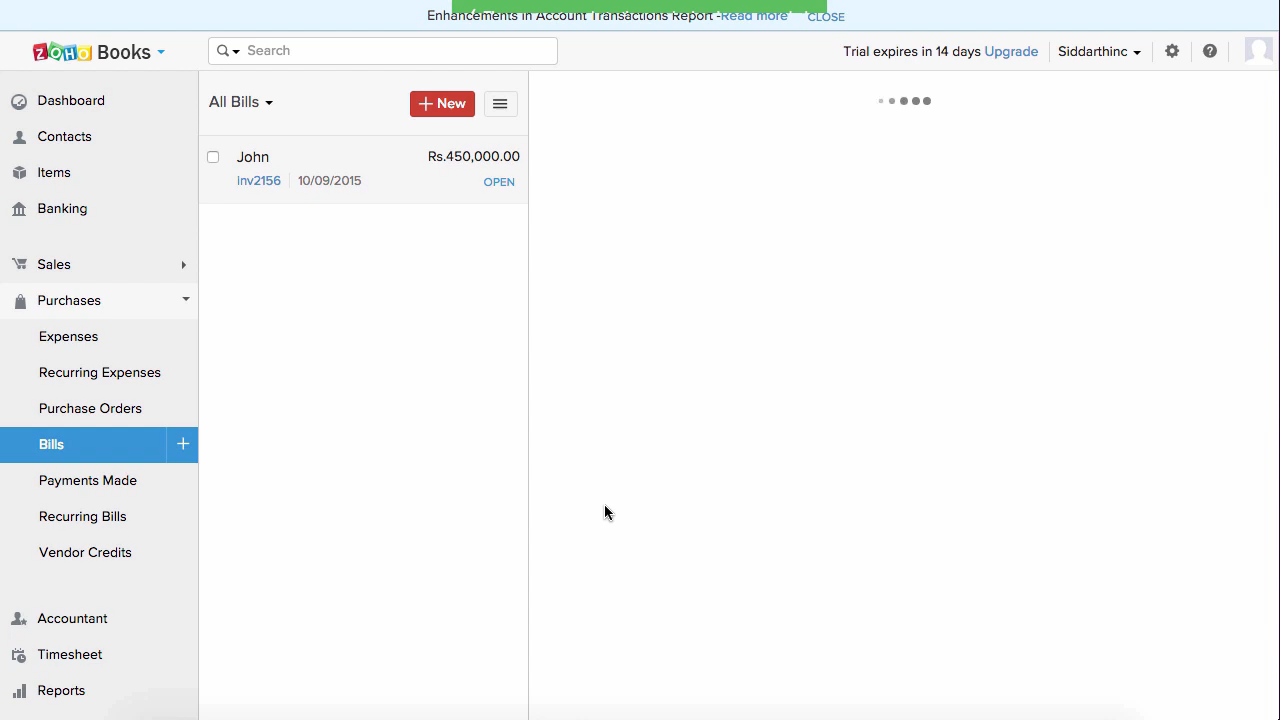 Enhancements in Account Transactions Report - Read more CLOSE
ZOHO Books
Search
Trial expires in 14 days Upgrade
Siddarthinc
Dashboard
Contacts
Items
Banking
Sales
Purchases
Expenses
Recurring Expenses
Purchase Orders
Bills +
Payments Made
Recurring Bills
Vendor Credits
Accountant
Timesheet
Reports
All Bills
+ New
John Rs.450,000.00
Inv2156 10/09/2015 OPEN